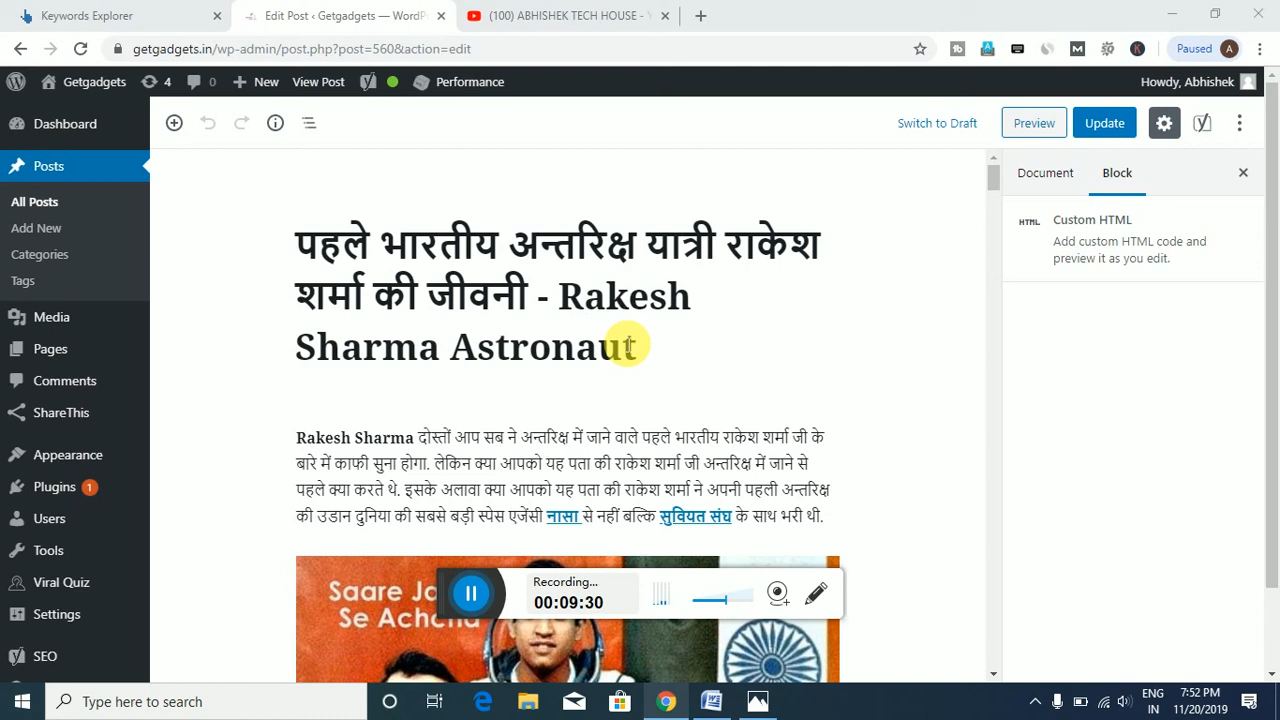 Keywords Explorer
Edit Post ‹ Getgadgets — WordP
(100) ABHISHEK TECH HOUSE - Y
getgadgets.in/wp-admin/post.php?post=560&action=edit
Paused A
Getgadgets 4 0 New View Post Performance Howdy, Abhishek
Dashboard
Posts
All Posts
Add New
Categories
Tags
Media
Pages
Comments
ShareThis
Appearance
Plugins 1
Users
Tools
Viral Quiz
Settings
SEO
Switch to Draft Preview Update
Document Block
HTML Custom HTML
Add custom HTML code and
preview it as you edit.
पहले भारतीय अन्तरिक्ष यात्री राकेश
शर्मा की जीवनी - Rakesh
Sharma Astronaut
Rakesh Sharma दोस्तों आप सब ने अन्तरिक्ष में जाने वाले पहले भारतीय राकेश शर्मा जी के
बारे में काफी सुना होगा. लेकिन क्या आपको यह पता की राकेश शर्मा जी अन्तरिक्ष में जाने से
पहले क्या करते थे. इसके अलावा क्या आपको यह पता की राकेश शर्मा ने अपनी पहली अन्तरिक्ष
की उडान दुनिया की सबसे बड़ी स्पेस एजेंसी नासा से नहीं बल्कि सुवियत संघ के साथ भरी थी.
Saare Ja
Se Achcha
Recording...
00:09:30
Type here to search
ENG
IN
7:52 PM
11/20/2019